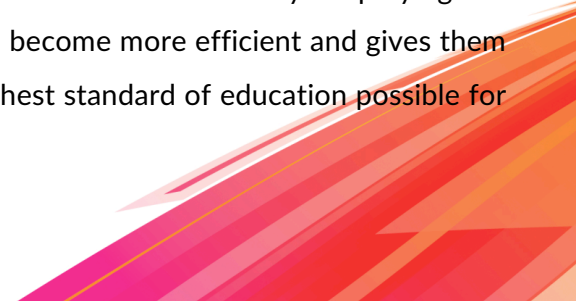 become more efficient and gives them
hest standard of education possible for